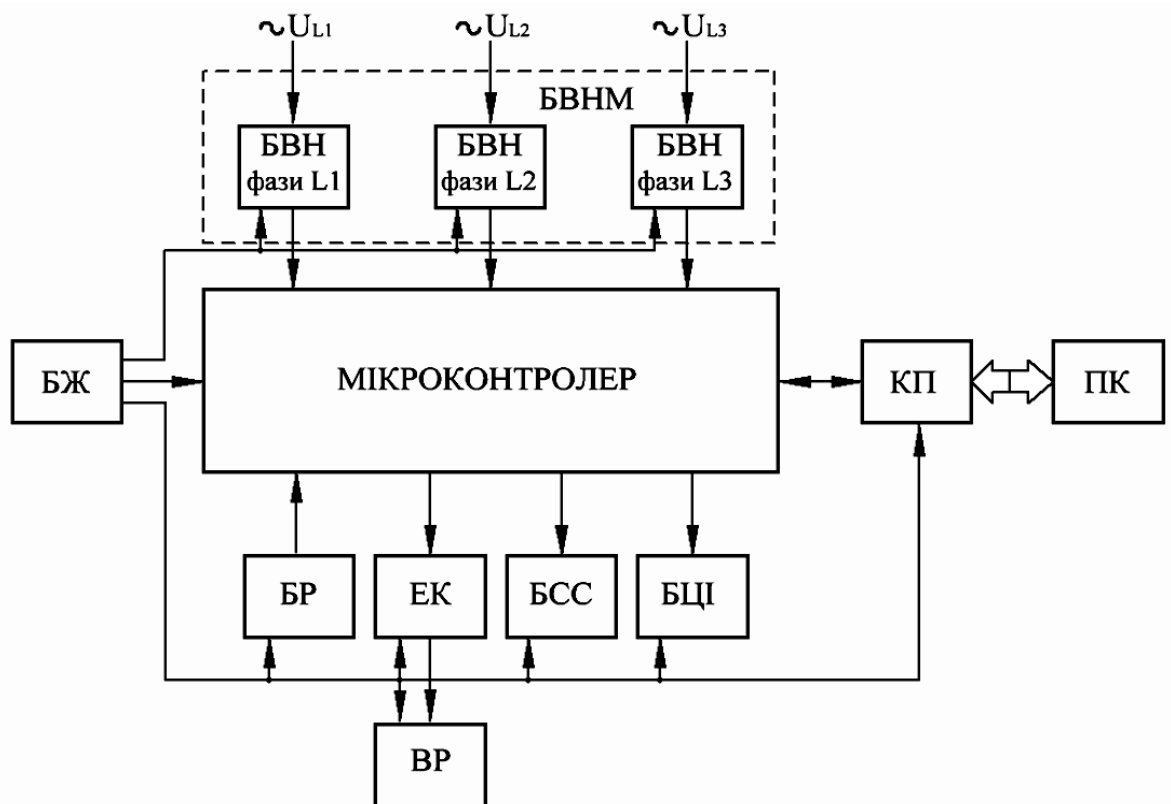 ~UL1 ~UL2 ~UL3
БВНМ
БВН БВН БВН
фази L1 фази L2 фази L3
БЖ МІКРОКОНТРОЛЕР КП ПК
БР ЕК БСС БЦІ
ВР